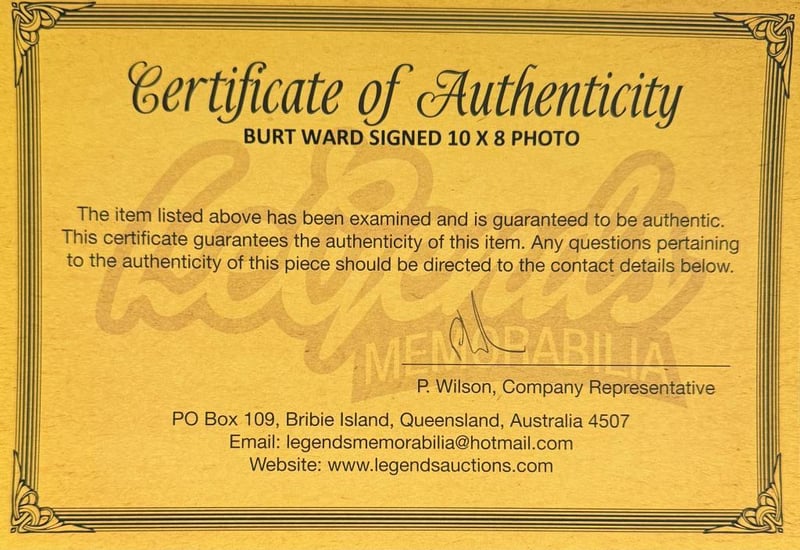 Certificate of Authenticity
BURT WARD SIGNED 10 X 8 PHOTO
The item listed above has been examined and is guaranteed to be authentic.
This certificate guarantees the authenticity of this item. Any questions pertaining
to the authenticity of this piece should be directed to the contact details below.
Legends
MEMORABILIA
P. Wilson, Company Representative
PO Box 109, Bribie Island, Queensland, Australia 4507
Email: legendsmemorabilia@hotmail.com
Website: www.legendsauctions.com